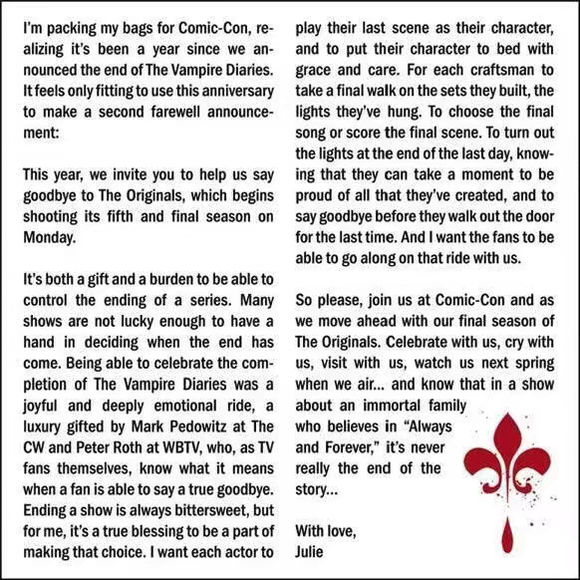 I'm packing my bags for Comic-Con, re-
alizing it's been a year since we an-
nounced the end of The Vampire Diaries.
It feels only fitting to use this anniversary
to make a second farewell announce-
ment:
This year, we invite you to help us say
goodbye to The Originals, which begins
shooting its fifth and final season on
Monday.
It's both a gift and a burden to be able to
control the ending of a series. Many
shows are not lucky enough to have a
hand in deciding when the end has
come. Being able to celebrate the com-
pletion of The Vampire Diaries was a
joyful and deeply emotional ride, a
luxury gifted by Mark Pedowitz at The
CW and Peter Roth at WBTV, who, as TV
fans themselves, know what it means
when a fan is able to say a true goodbye.
Ending a show is always bittersweet, but
for me, it's a true blessing to be a part of
making that choice. I want each actor to
play their last scene as their character,
and to put their character to bed with
grace and care. For each craftsman to
take a final walk on the sets they built, the
lights they've hung. To choose the final
song or score the final scene. To turn out
the lights at the end of the last day, know-
ing that they can take a moment to be
proud of all that they've created, and to
say goodbye before they walk out the door
for the last time. And I want the fans to be
able to go along on that ride with us.
So please, join us at Comic-Con and as
we move ahead with our final season of
The Originals. Celebrate with us, cry with
us, visit with us, watch us next spring
when we air... and know that in a show
about an immortal family
who believes in "Always
and Forever," it's never
really the end of the
story...
With love,
Julie